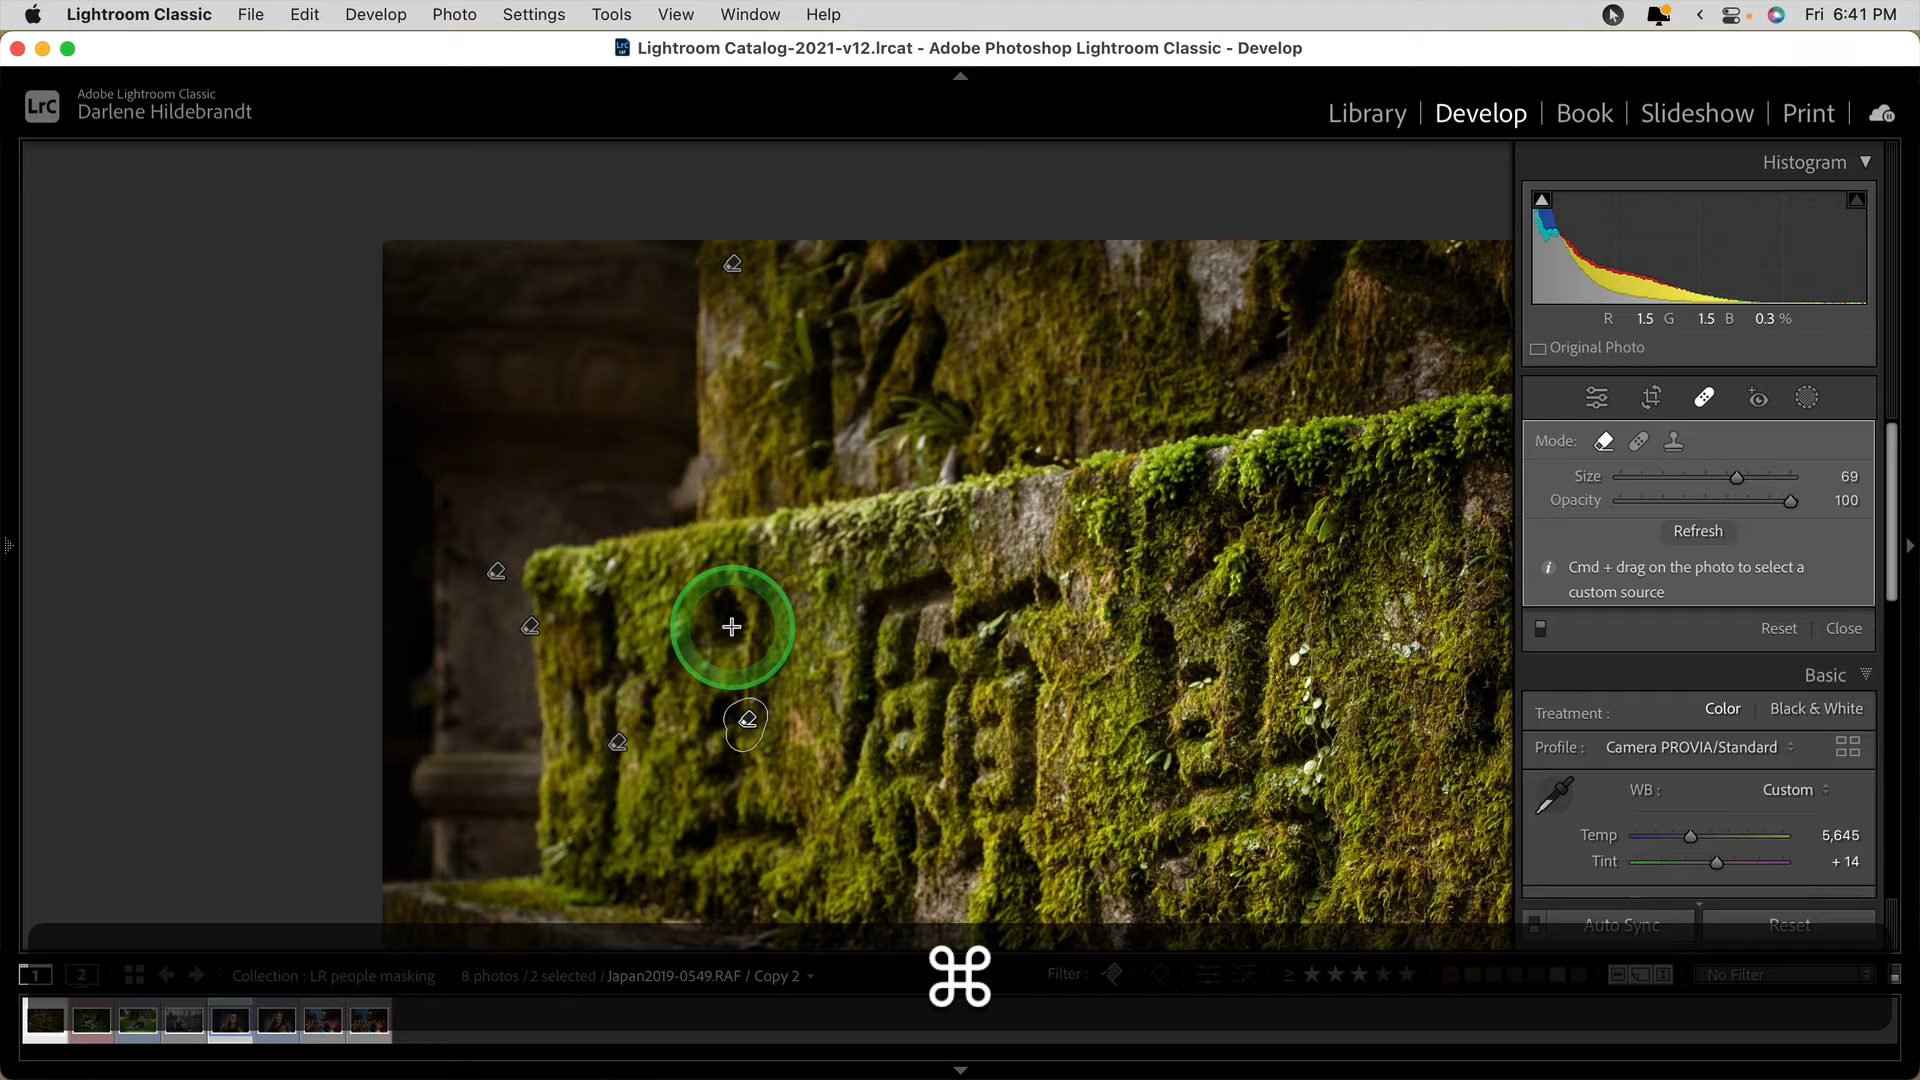 Lightroom Classic File Edit Develop Photo Settings Tools View Window Help Fri 6:41 PM
Lightroom Catalog-2021-v12.lrcat - Adobe Photoshop Lightroom Classic - Develop
LrC Adobe Lightroom Classic
Darlene Hildebrandt
Library | Develop | Book | Slideshow | Print
Histogram
R 1.5 G 1.5 B 0.3 %
Original Photo
Mode:
Size 69
Opacity 100
Refresh
Cmd + drag on the photo to select a
custom source
Reset | Close
Basic
Treatment : Color | Black & White
Profile : Camera PROVIA/Standard
WB : Custom
Temp 5,645
Tint + 14
Auto Sync Reset
1 2 Collection : LR people masking 8 photos / 2 selected / Japan2019-0549.RAF / Copy 2 Filter : ≥ ★ ★ ★ ★ ★ No Filter